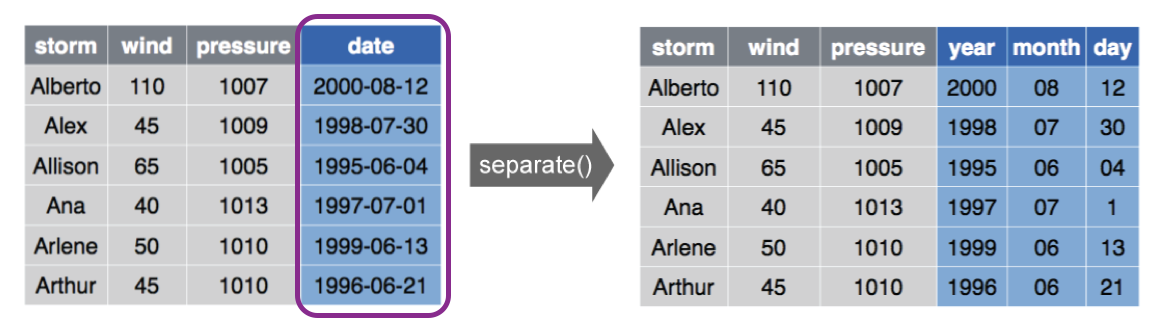 storm wind pressure date
Alberto 110 1007 2000-08-12
Alex 45 1009 1998-07-30
Allison 65 1005 1995-06-04
Ana 40 1013 1997-07-01
Arlene 50 1010 1999-06-13
Arthur 45 1010 1996-06-21
separate()
storm wind pressure year month day
Alberto 110 1007 2000 08 12
Alex 45 1009 1998 07 30
Allison 65 1005 1995 06 04
Ana 40 1013 1997 07 1
Arlene 50 1010 1999 06 13
Arthur 45 1010 1996 06 21